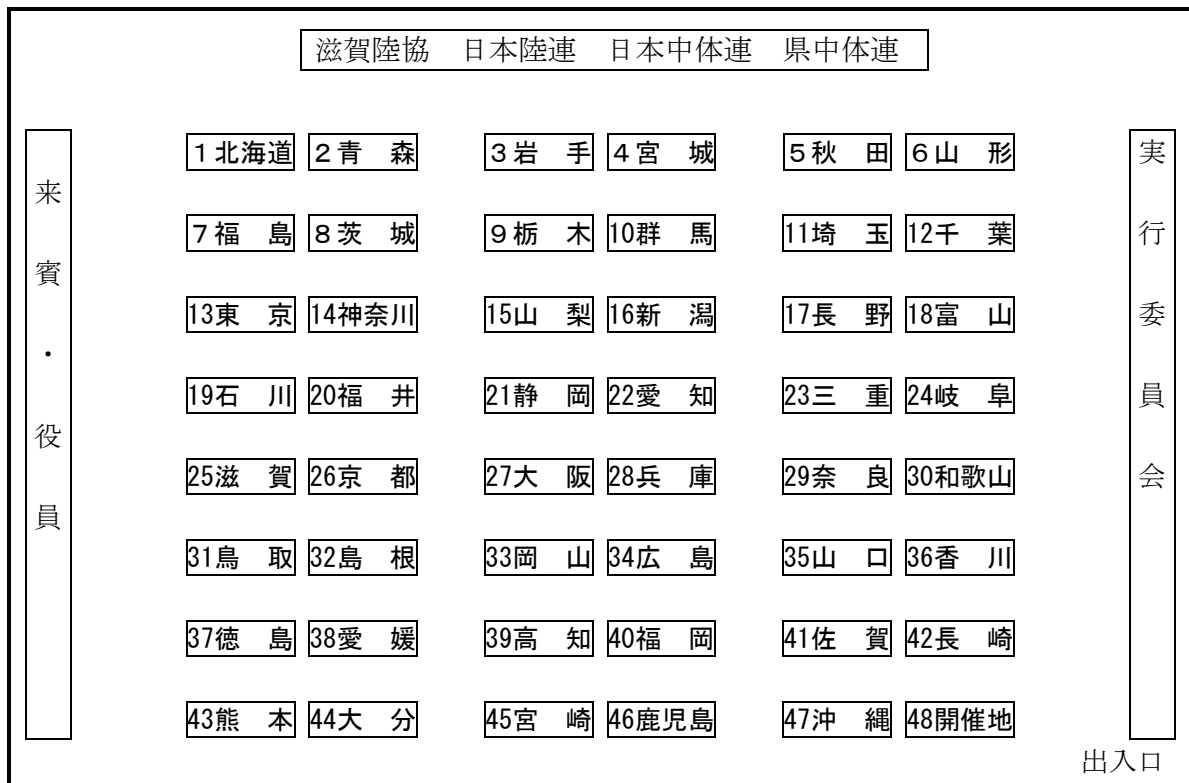 滋賀陸協　日本陸連　日本中体連　県中体連
来賓・役員
１北海道 ２青　森 ３岩　手 ４宮　城 ５秋　田 ６山　形
７福　島 ８茨　城 ９栃　木 10群　馬 11埼　玉 12千　葉
13東　京 14神奈川 15山　梨 16新　潟 17長　野 18富　山
19石　川 20福　井 21静　岡 22愛　知 23三　重 24岐　阜
25滋　賀 26京　都 27大　阪 28兵　庫 29奈　良 30和歌山
31鳥　取 32島　根 33岡　山 34広　島 35山　口 36香　川
37徳　島 38愛　媛 39高　知 40福　岡 41佐　賀 42長　崎
43熊　本 44大　分 45宮　崎 46鹿児島 47沖　縄 48開催地
実行委員会
出入口